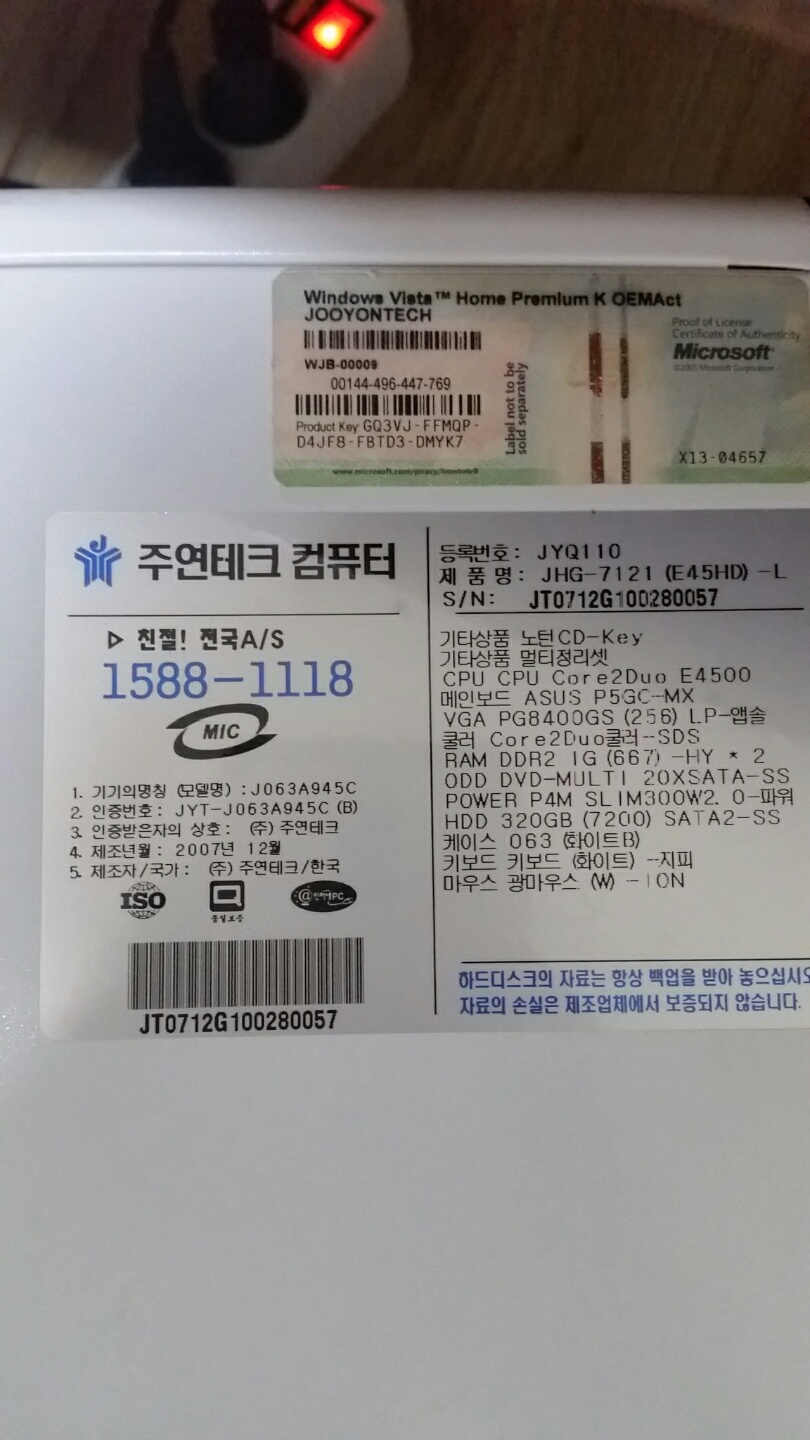 Windows Vista™ Home Premium K OEMAct
JOOYONTECH
WJB-00009
00144-496-447-769
Product Key: GQ3VJ-FFMQP-
D4JF8-FBTD3-DMYK7
www.microsoft.com/piracy/howtotell
Label not to be
sold separately
Proof of License
Certificate of Authenticity
Microsoft
©2005 Microsoft Corporation
X13-04657
주연테크 컴퓨터
▷ 친절! 전국A/S
1588-1118
MIC
1. 기기의명칭 (모델명) : J063A945C
2. 인증번호 : JYT-J063A945C (B)
3. 인증받은자의 상호 : (주) 주연테크
4. 제조년월 : 2007년 12월
5. 제조자/국가 : (주) 주연테크/한국
ISO
품질보증
JT0712G100280057
등록번호 : JYQ110
제 품 명 : JHG-7121 (E45HD) -L
S/N: JT0712G100280057
기타상품 노턴CD-Key
기타상품 멀티정리셋
CPU CPU Core2Duo E4500
메인보드 ASUS P5GC-MX
VGA PG8400GS (256) LP-앱솔
쿨러 Core2Duo쿨러-SDS
RAM DDR2 1G (667) -HY * 2
ODD DVD-MULTI 20XSATA-SS
POWER P4M SLIM300W2. 0-파워
HDD 320GB (7200) SATA2-SS
케이스 063 (화이트B)
키보드 키보드 (화이트) --지피
마우스 광마우스 (W) -ION
하드디스크의 자료는 항상 백업을 받아 놓으십시오
자료의 손실은 제조업체에서 보증되지 않습니다.